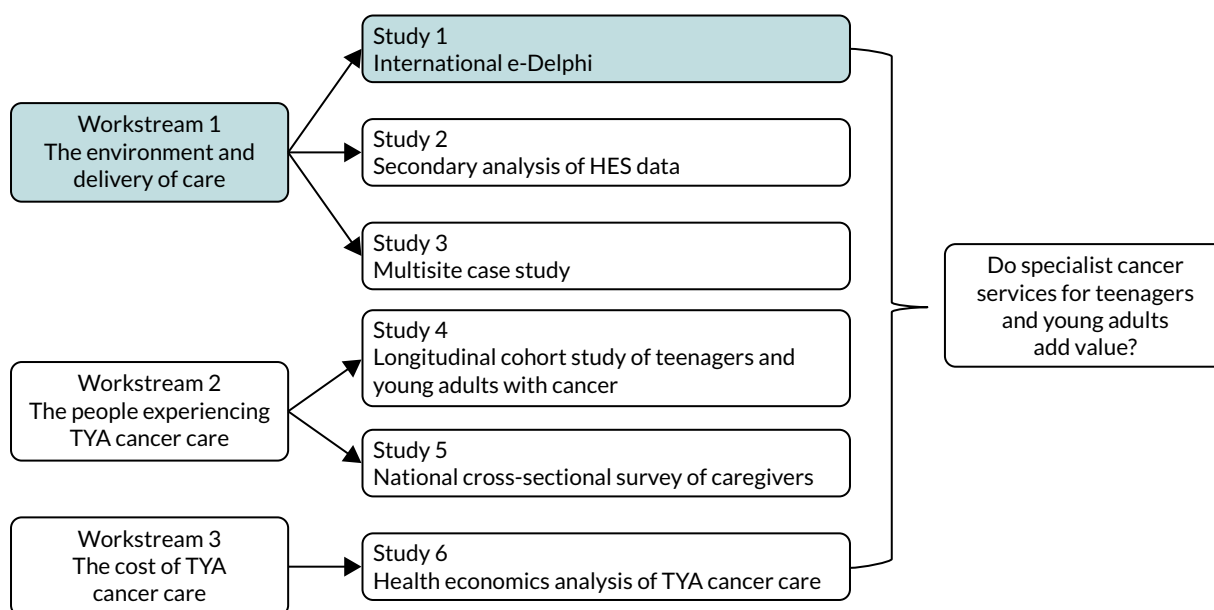 Workstream 1
The environment and
delivery of care
Study 1
International e-Delphi
Study 2
Secondary analysis of HES data
Study 3
Multisite case study
Workstream 2
The people experiencing
TYA cancer care
Study 4
Longitudinal cohort study of teenagers and
young adults with cancer
Study 5
National cross-sectional survey of caregivers
Workstream 3
The cost of TYA
cancer care
Study 6
Health economics analysis of TYA cancer care
Do specialist cancer
services for teenagers
and young adults
add value?